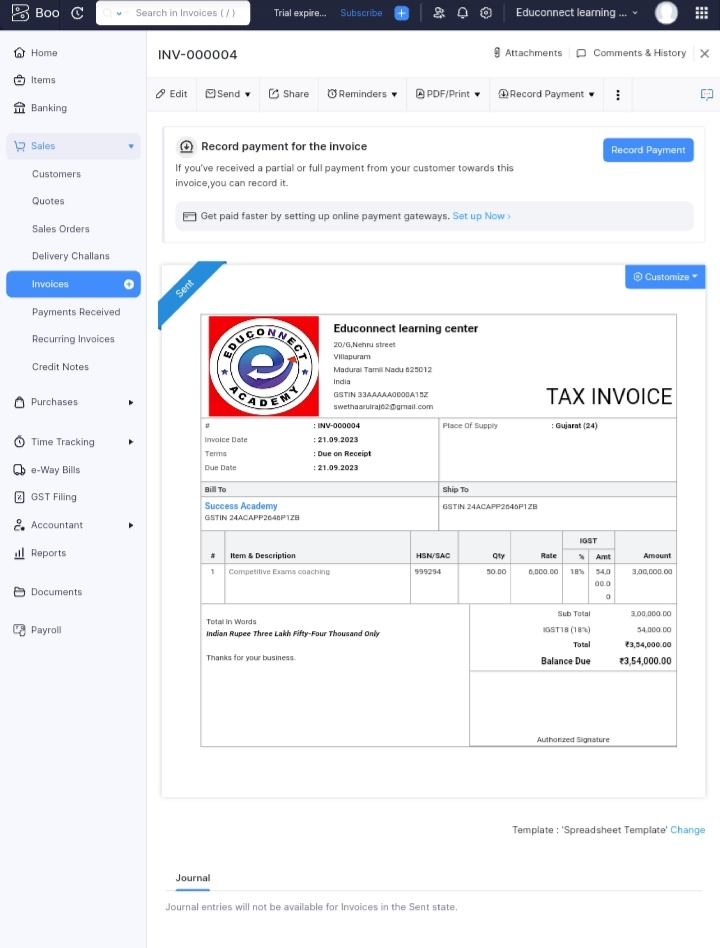 Boo
Search in Invoices ( / )
Trial expire...
Subscribe
Educonnect learning ...
Home
Items
Banking
Sales
Customers
Quotes
Sales Orders
Delivery Challans
Invoices
Payments Received
Recurring Invoices
Credit Notes
Purchases
Time Tracking
e-Way Bills
GST Filing
Accountant
Reports
Documents
Payroll
INV-000004
Attachments
Comments & History
Edit
Send
Share
Reminders
PDF/Print
Record Payment
Record payment for the invoice
If you've received a partial or full payment from your customer towards this
invoice,you can record it.
Record Payment
Get paid faster by setting up online payment gateways. Set up Now ›
Sent
Customize
EDUCONNECT
e
ACADEMY
Educonnect learning center
20/G,Nehru street
Villapuram
Madurai Tamil Nadu 625012
India
GSTIN 33AAAAA0000A15Z
swethaarulraj62@gmail.com
TAX INVOICE
# : INV-000004
Invoice Date : 21.09.2023
Terms : Due on Receipt
Due Date : 21.09.2023
Place Of Supply : Gujarat (24)
Bill To
Success Academy
GSTIN 24ACAPP2646P1ZB
Ship To
GSTIN 24ACAPP2646P1ZB
IGST
# Item & Description HSN/SAC Qty Rate % Amt Amount
1 Competitive Exams coaching 999294 50.00 6,000.00 18% 54,0 3,00,000.00
00.0
0
Total In Words
Indian Rupee Three Lakh Fifty-Four Thousand Only
Thanks for your business.
Sub Total 3,00,000.00
IGST18 (18%) 54,000.00
Total ₹3,54,000.00
Balance Due ₹3,54,000.00
Authorized Signature
Template : 'Spreadsheet Template' Change
Journal
Journal entries will not be available for Invoices in the Sent state.